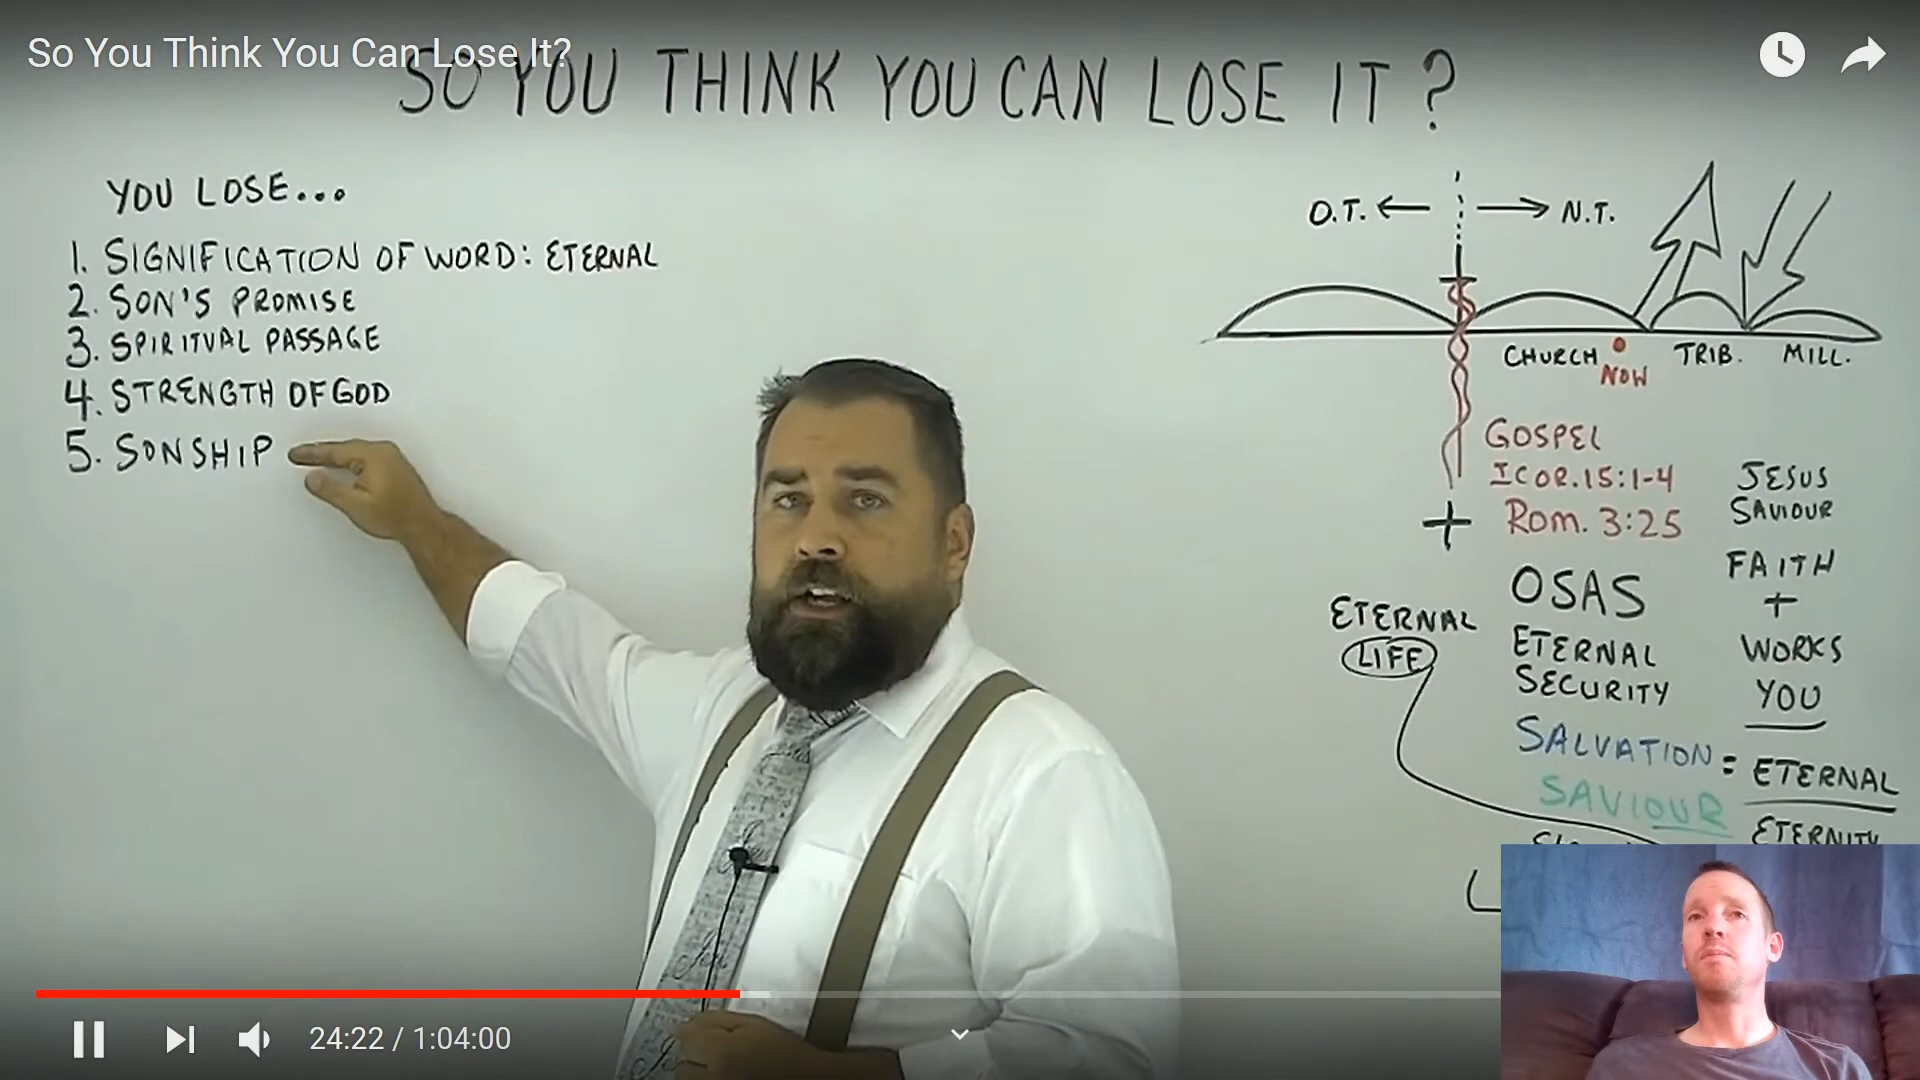 So You Think You Can Lose It?
SO YOU THINK YOU CAN LOSE IT?
YOU LOSE...
1. SIGNIFICATION OF WORD: ETERNAL
2. SON'S PROMISE
3. SPIRITUAL PASSAGE
4. STRENGTH OF GOD
5. SONSHIP
O.T. ← → N.T.
CHURCH TRIB. MILL.
NOW
GOSPEL
I COR. 15:1-4
+ Rom. 3:25
JESUS
SAVIOUR
FAITH
+
WORKS
YOU
OSAS
ETERNAL
LIFE
ETERNAL
SECURITY
SALVATION = ETERNAL
SAVIOUR
ETERNITY
24:22 / 1:04:00